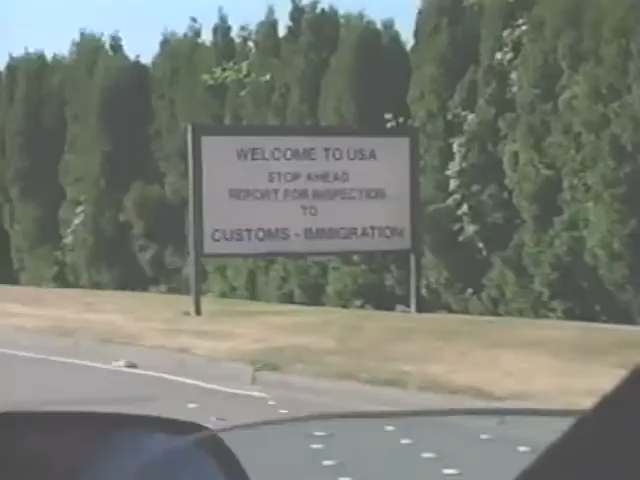 WELCOME TO USA
STOP AHEAD
REPORT FOR INSPECTION
TO
CUSTOMS - IMMIGRATION